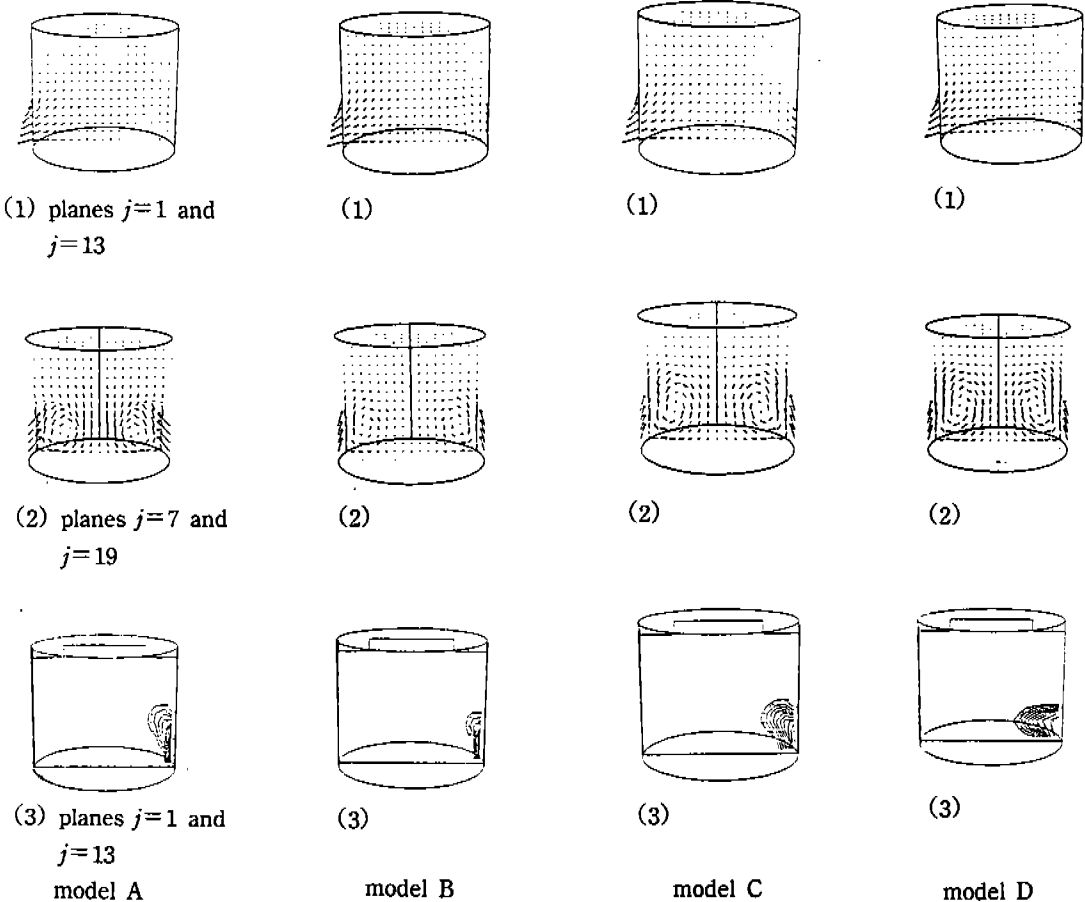 (1) planes j=1 and
j=13
(1)
(1)
(1)
(2) planes j=7 and
j=19
(2)
(2)
(2)
(3) planes j=1 and
j=13
(3)
(3)
(3)
model A
model B
model C
model D